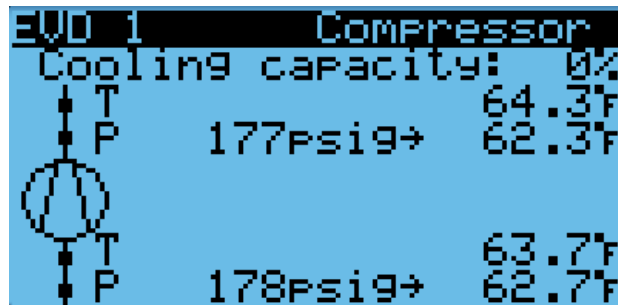 EVD 1 Compressor
Cooling capacity: 0%
T 64.3°F
P 177psig→ 62.3°F
T 63.7°F
P 178psig→ 62.7°F